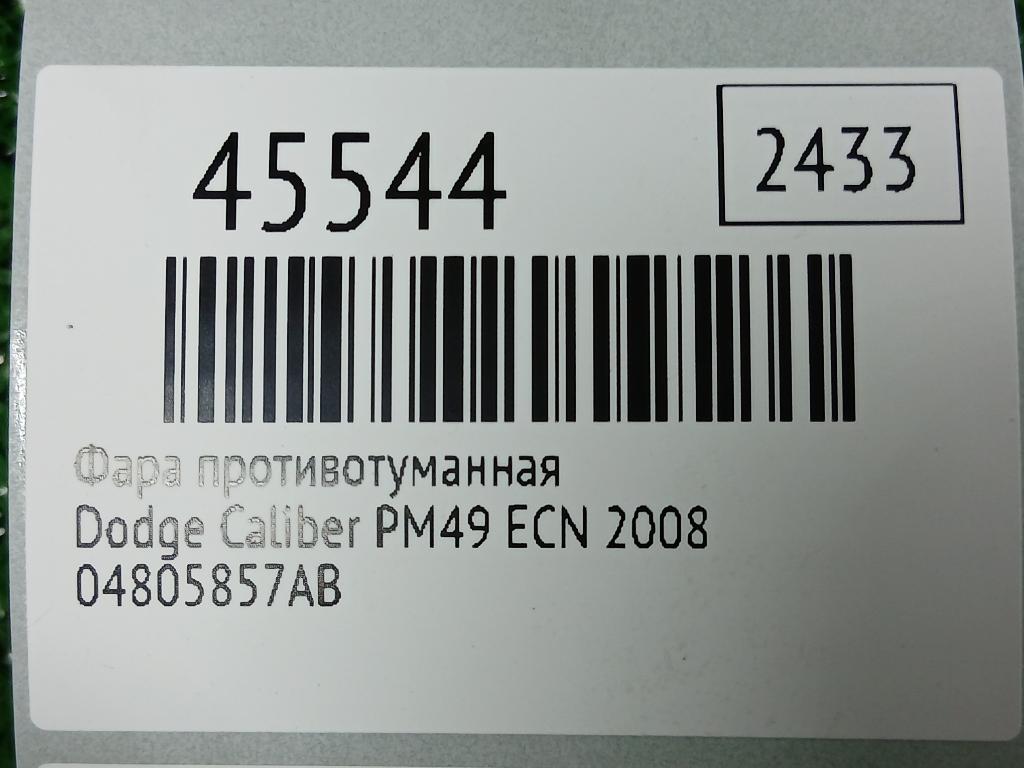 45544
2433
Фара противотуманная
Dodge Caliber PM49 ECN 2008
04805857AB